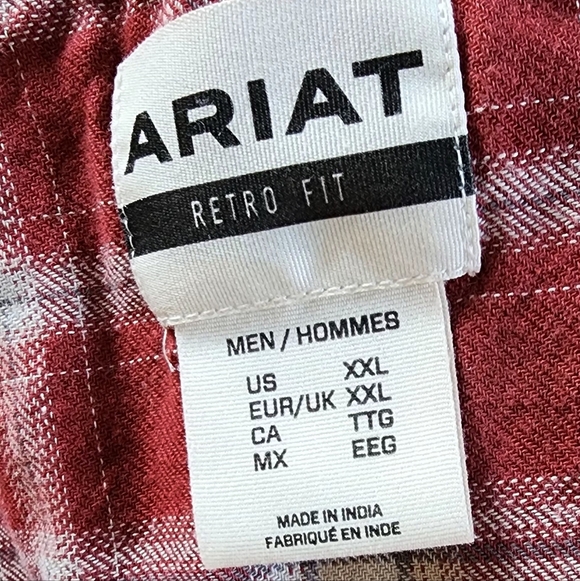 ARIAT
RETRO FIT
MEN / HOMMES
US XXL
EUR/UK XXL
CA TTG
MX EEG
MADE IN INDIA
FABRIQUÉ EN INDE